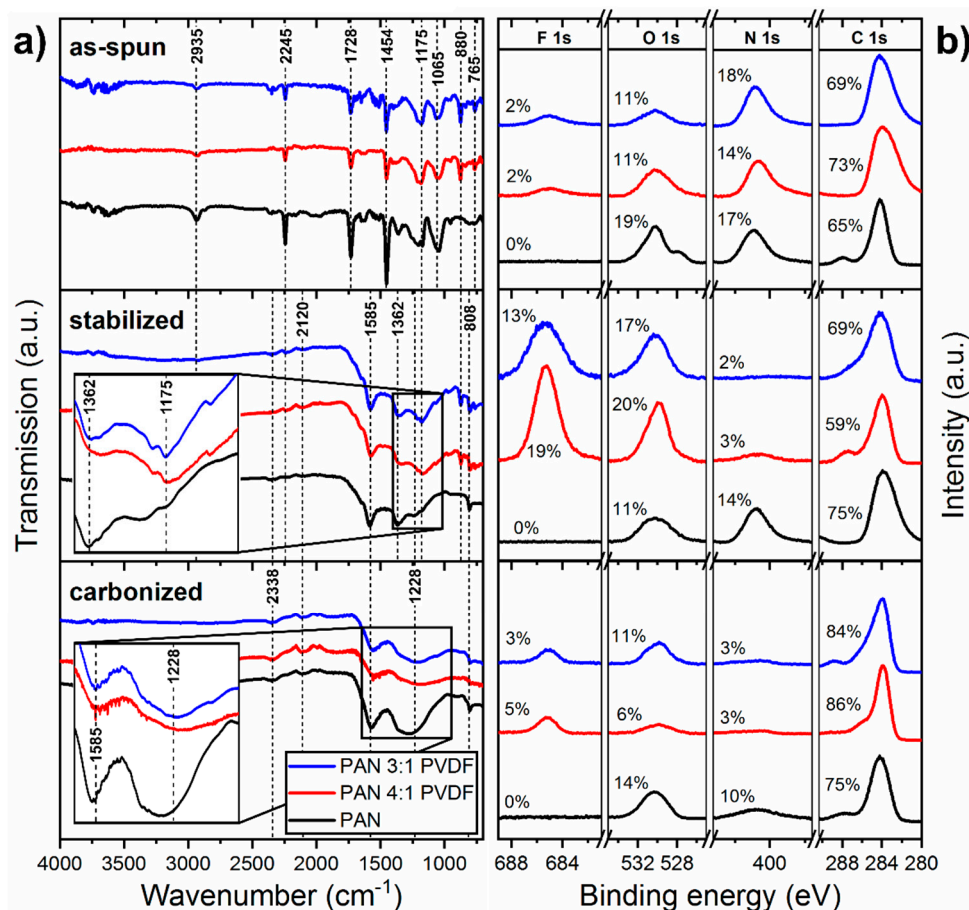 a)
as-spun
2935
2245
1728
1454
1175
1065
880
765
stabilized
2120
1585
1362
808
1362
1175
carbonized
2338
1228
1585
1228
PAN 3:1 PVDF
PAN 4:1 PVDF
PAN
Transmission (a.u.)
4000 3500 3000 2500 2000 1500 1000
Wavenumber (cm⁻¹)
b)
F 1s O 1s N 1s C 1s
2% 11% 18% 69%
2% 11% 14% 73%
0% 19% 17% 65%
13% 17% 2% 69%
19% 20% 3% 59%
0% 11% 14% 75%
3% 11% 3% 84%
5% 6% 3% 86%
0% 14% 10% 75%
Intensity (a.u.)
688 684 532 528 400 288 284 280
Binding energy (eV)